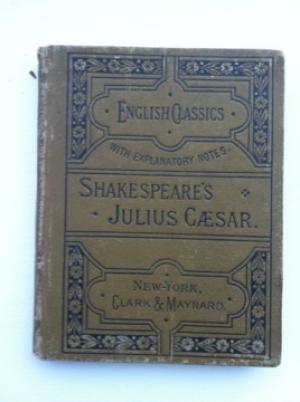 ENGLISH CLASSICS
WITH EXPLANATORY NOTES.
SHAKESPEARE'S
JULIUS CÆSAR.
NEW-YORK,
CLARK & MAYNARD.